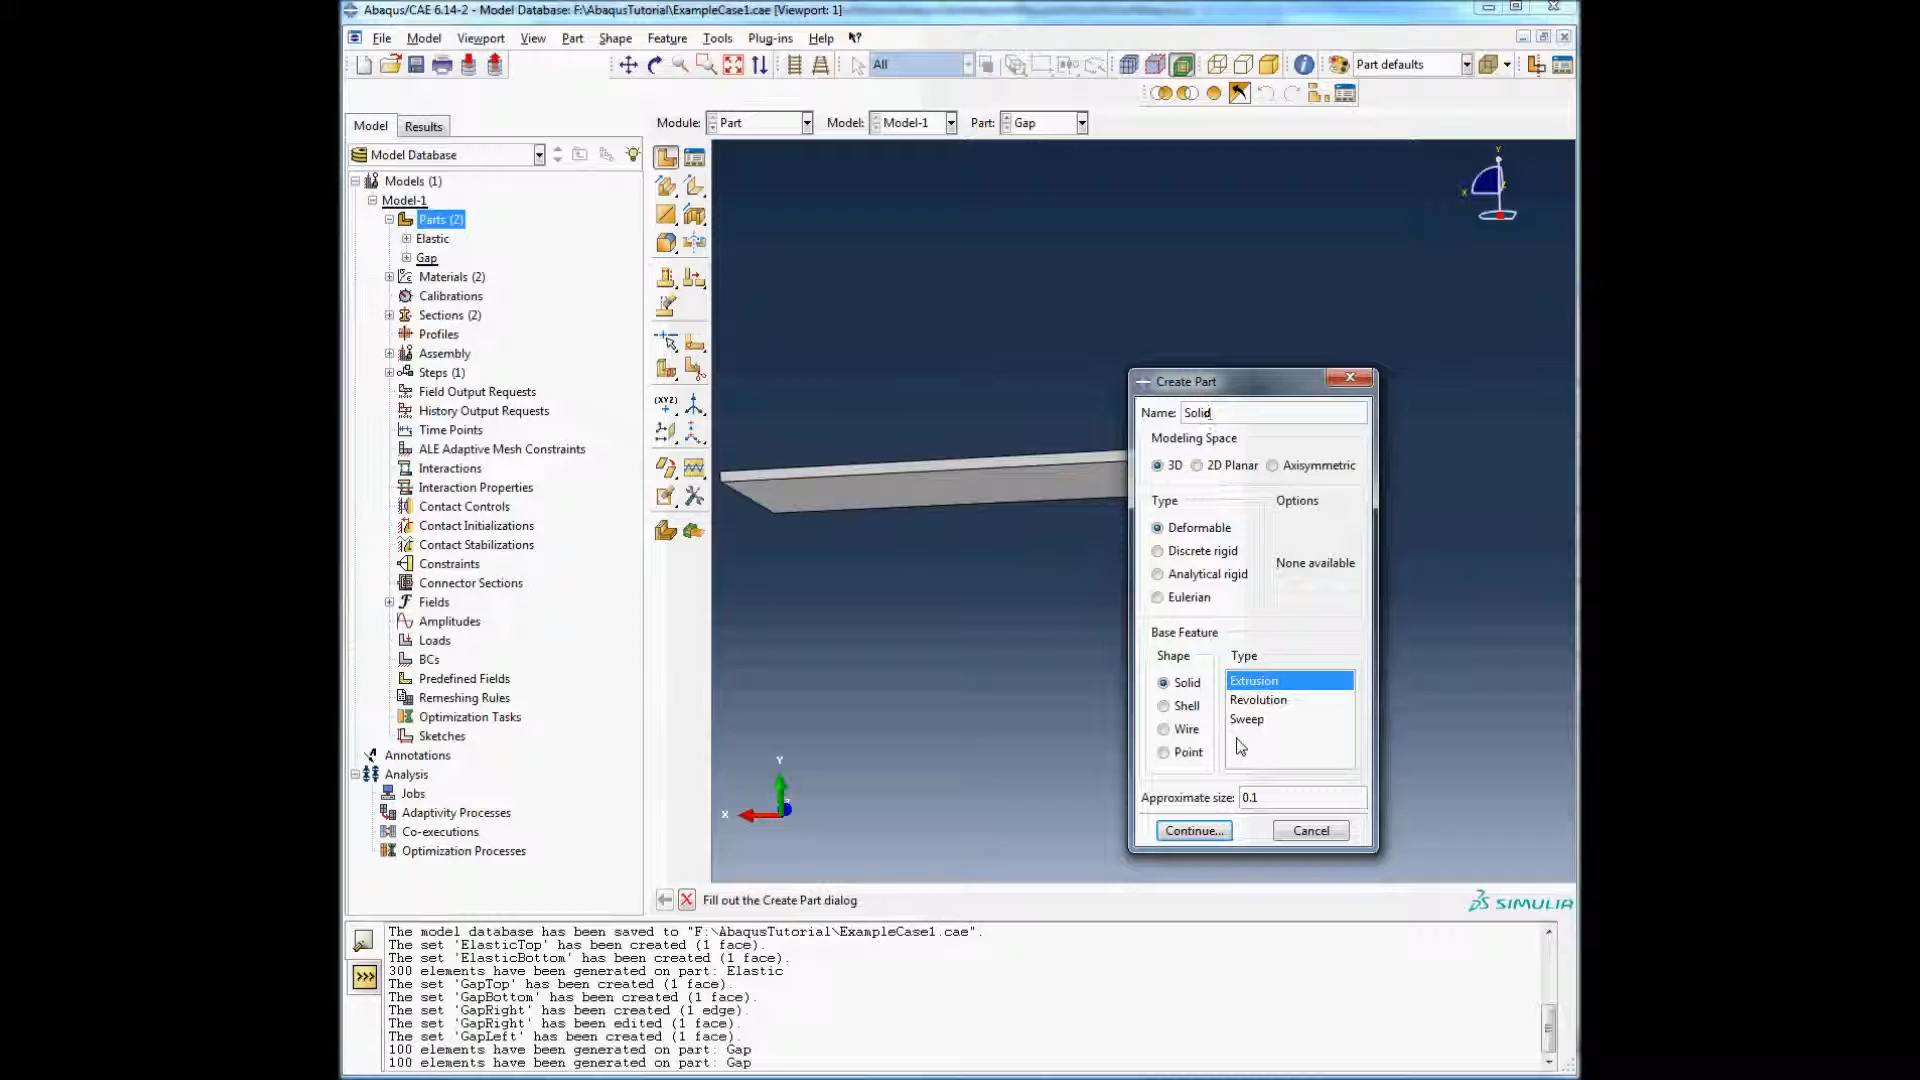 Abaqus/CAE 6.14-2 - Model Database: F:\AbaqusTutorial\ExampleCase1.cae [Viewport: 1]
File Model Viewport View Part Shape Feature Tools Plug-ins Help
All
Part defaults
Model Results
Module: Part Model: Model-1 Part: Gap
Model Database
Models (1)
Model-1
Parts (2)
Elastic
Gap
Materials (2)
Calibrations
Sections (2)
Profiles
Assembly
Steps (1)
Field Output Requests
History Output Requests
Time Points
ALE Adaptive Mesh Constraints
Interactions
Interaction Properties
Contact Controls
Contact Initializations
Contact Stabilizations
Constraints
Connector Sections
Fields
Amplitudes
Loads
BCs
Predefined Fields
Remeshing Rules
Optimization Tasks
Sketches
Annotations
Analysis
Jobs
Adaptivity Processes
Co-executions
Optimization Processes
(XYZ)
Y
X
Y
X
Create Part
Name: Solid
Modeling Space
3D 2D Planar Axisymmetric
Type Options
Deformable
Discrete rigid
Analytical rigid
Eulerian
None available
Base Feature
Shape Type
Solid
Shell
Wire
Point
Extrusion
Revolution
Sweep
Approximate size: 0.1
Continue... Cancel
Fill out the Create Part dialog
SIMULIA
The model database has been saved to "F:\AbaqusTutorial\ExampleCase1.cae".
The set 'ElasticTop' has been created (1 face).
The set 'ElasticBottom' has been created (1 face).
300 elements have been generated on part: Elastic
The set 'GapTop' has been created (1 face).
The set 'GapBottom' has been created (1 face).
The set 'GapRight' has been created (1 edge).
The set 'GapRight' has been edited (1 face).
The set 'GapLeft' has been created (1 face).
100 elements have been generated on part: Gap
100 elements have been generated on part: Gap
>>>